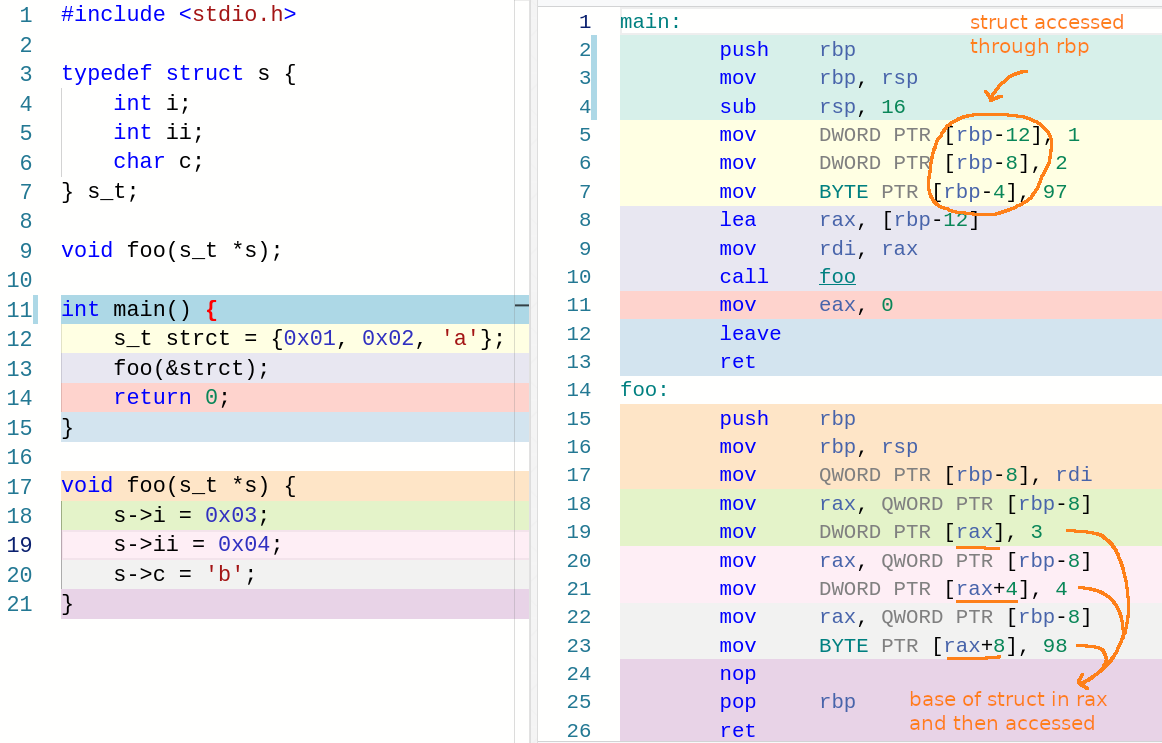 1 #include <stdio.h>
2
3 typedef struct s {
4 int i;
5 int ii;
6 char c;
7 } s_t;
8
9 void foo(s_t *s);
10
11 int main() {
12 s_t strct = {0x01, 0x02, 'a'};
13 foo(&strct);
14 return 0;
15 }
16
17 void foo(s_t *s) {
18 s->i = 0x03;
19 s->ii = 0x04;
20 s->c = 'b';
21 }
1 main:
struct accessed
through rbp
2 push rbp
3 mov rbp, rsp
4 sub rsp, 16
5 mov DWORD PTR [rbp-12], 1
6 mov DWORD PTR [rbp-8], 2
7 mov BYTE PTR [rbp-4], 97
8 lea rax, [rbp-12]
9 mov rdi, rax
10 call foo
11 mov eax, 0
12 leave
13 ret
14 foo:
15 push rbp
16 mov rbp, rsp
17 mov QWORD PTR [rbp-8], rdi
18 mov rax, QWORD PTR [rbp-8]
19 mov DWORD PTR [rax], 3
20 mov rax, QWORD PTR [rbp-8]
21 mov DWORD PTR [rax+4], 4
22 mov rax, QWORD PTR [rbp-8]
23 mov BYTE PTR [rax+8], 98
24 nop
25 pop rbp
26 ret
base of struct in rax
and then accessed